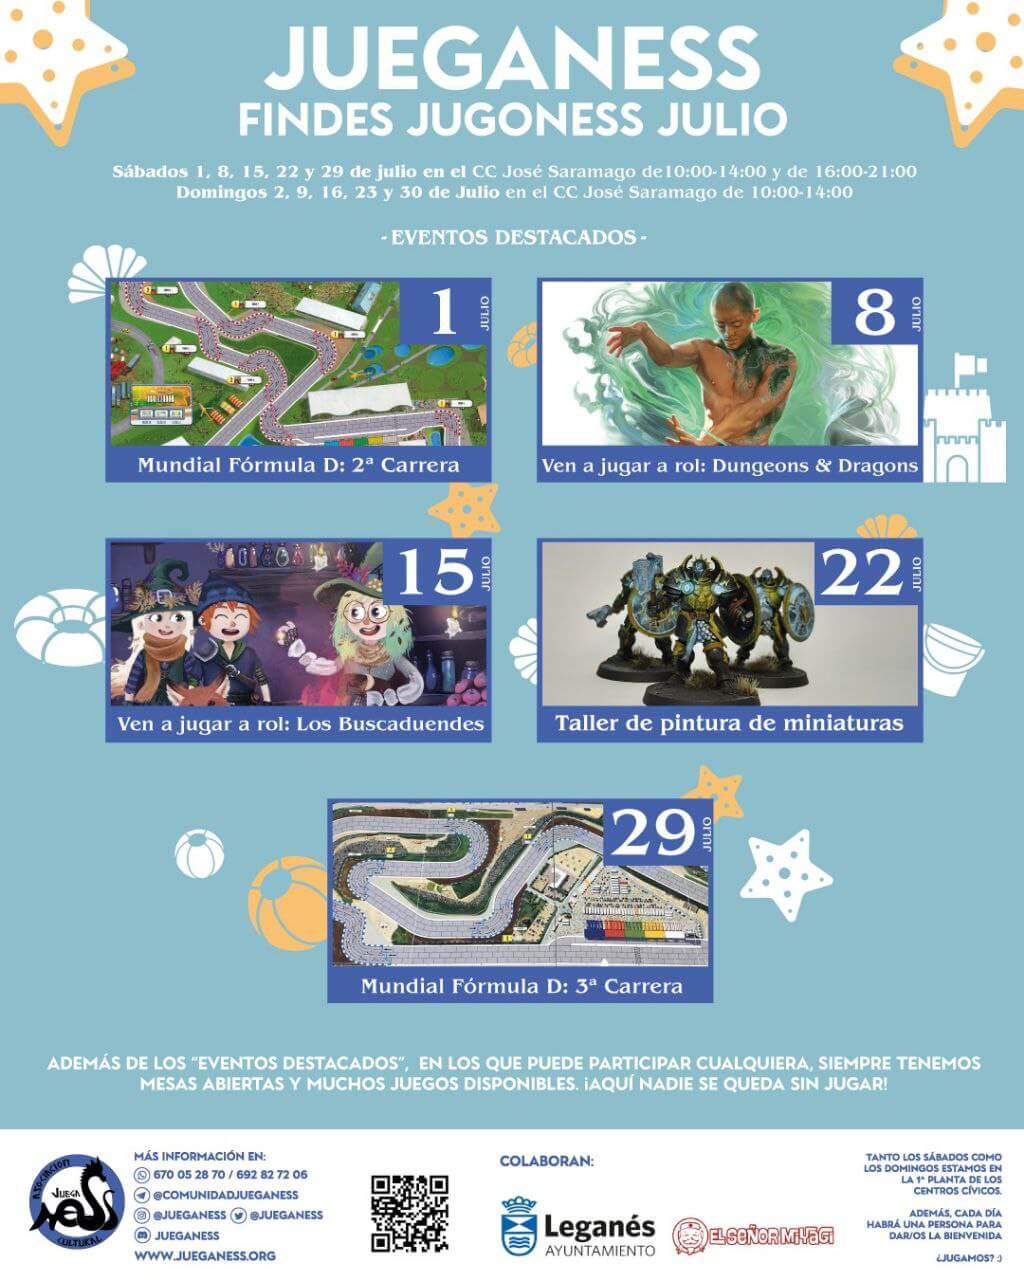 JUEGANESS
FINDES JUGONESS JULIO
Sábados 1, 8, 15, 22 y 29 de julio en el CC José Saramago de10:00-14:00 y de 16:00-21:00
Domingos 2, 9, 16, 23 y 30 de Julio en el CC José Saramago de 10:00-14:00
- EVENTOS DESTACADOS -
1 JULIO
Mundial Fórmula D: 2ª Carrera
8 JULIO
Ven a jugar a rol: Dungeons & Dragons
15 JULIO
Ven a jugar a rol: Los Buscaduendes
22 JULIO
Taller de pintura de miniaturas
29 JULIO
Mundial Fórmula D: 3ª Carrera
ADEMÁS DE LOS "EVENTOS DESTACADOS", EN LOS QUE PUEDE PARTICIPAR CUALQUIERA, SIEMPRE TENEMOS
MESAS ABIERTAS Y MUCHOS JUEGOS DISPONIBLES. ¡AQUÍ NADIE SE QUEDA SIN JUGAR!
ASOCIACION
JUEGA
NESS
CULTURAL
MÁS INFORMACIÓN EN:
670 05 28 70 / 692 82 72 06
@COMUNIDADJUEGANESS
@JUEGANESS @JUEGANESS
JUEGANESS
WWW.JUEGANESS.ORG
COLABORAN:
Leganés
AYUNTAMIENTO
EL SEÑOR MIYAGI
TANTO LOS SÁBADOS COMO
LOS DOMINGOS ESTAMOS EN
LA 1ª PLANTA DE LOS
CENTROS CÍVICOS.
ADEMÁS, CADA DÍA
HABRÁ UNA PERSONA PARA
DAR/OS LA BIENVENIDA
¿JUGAMOS? :)